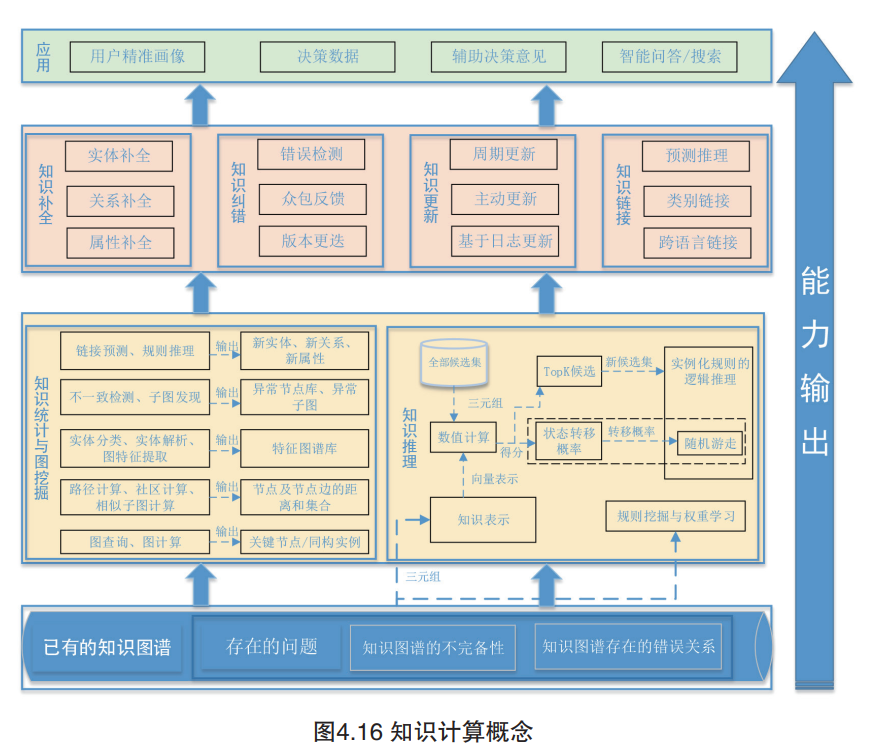 应用
用户精准画像
决策数据
辅助决策意见
智能问答/搜索
知识补全
实体补全
关系补全
属性补全
知识纠错
错误检测
众包反馈
版本更迭
知识更新
周期更新
主动更新
基于日志更新
知识链接
预测推理
类别链接
跨语言链接
能力输出
知识统计与图挖掘
链接预测、规则推理
输出
新实体、新关系、
新属性
不一致检测、子图发现
输出
异常节点库、异常
子图
实体分类、实体解析、
图特征提取
输出
特征图谱库
路径计算、社区计算、
相似子图计算
输出
节点及节点边的距
离和集合
图查询、图计算
输出
关键节点/同构实例
知识推理
全部候选集
三元组
数值计算
得分
向量表示
知识表示
TopK候选
新候选集
实例化规则的
逻辑推理
状态转移
概率
转移概率
随机游走
规则挖掘与权重学习
三元组
已有的知识图谱
存在的问题
知识图谱的不完备性
知识图谱存在的错误关系
图4.16 知识计算概念